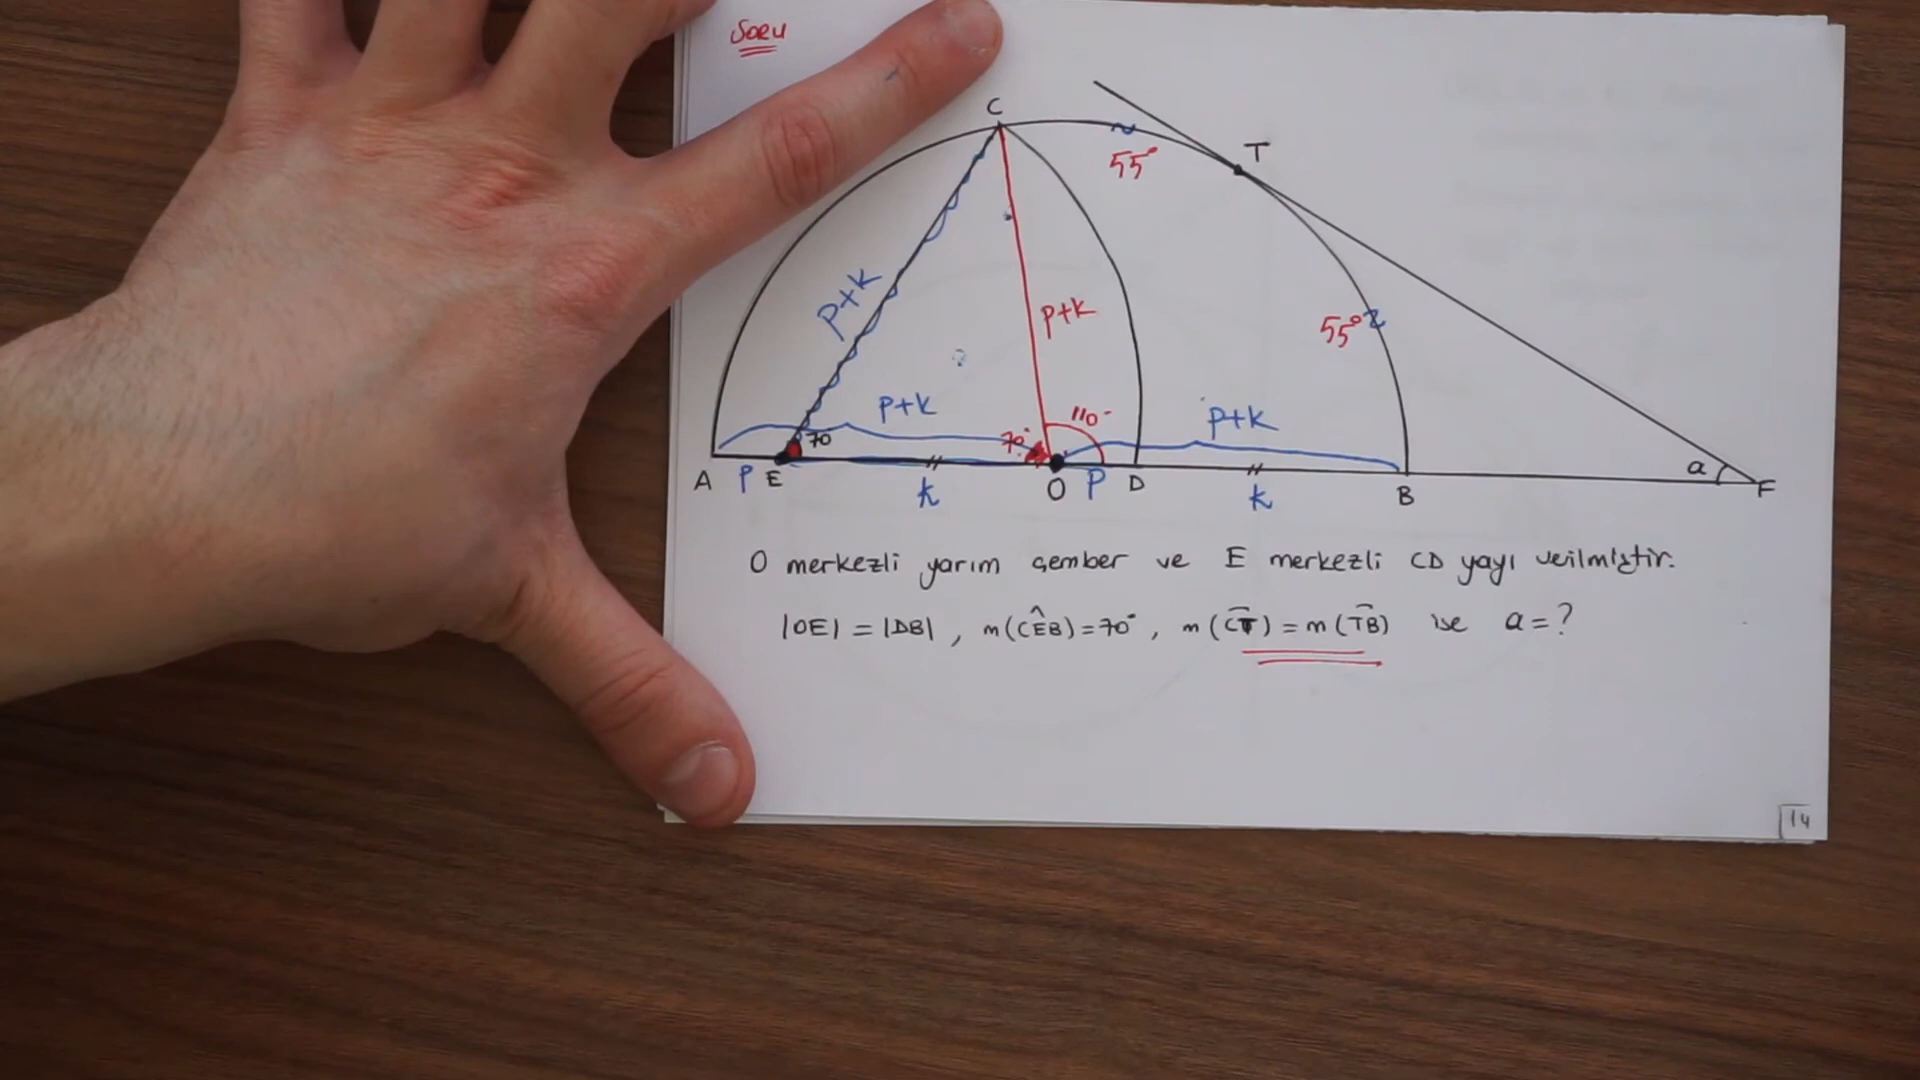 Soru
C
T
55°
55°
P+k
P+k
P+k
P+k
110°
70
70°
a
A P E k O P D k B F
O merkezli yarım çember ve E merkezli CD yayı verilmiştir.
|OE| = |DB| , m(CÊB) = 70° , m(CT) = m(TB) ise a = ?
14